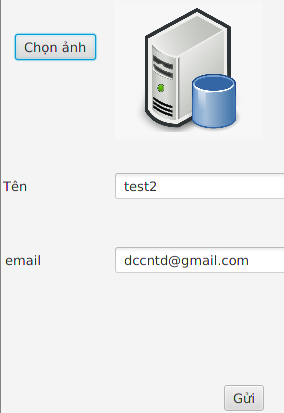 Chọn ảnh
Tên
test2
email
dccntd@gmail.com
Gửi